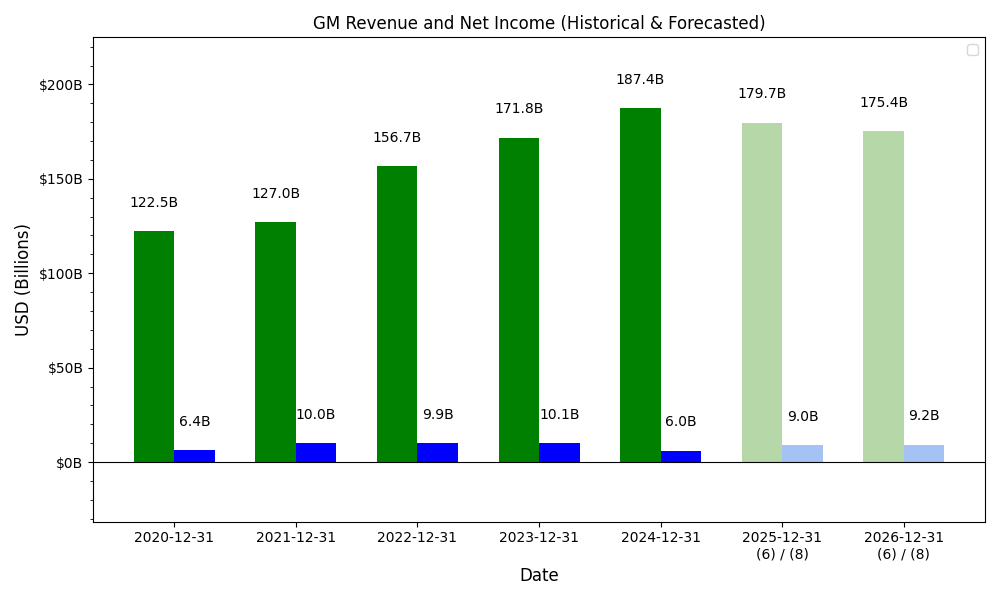 GM Revenue and Net Income (Historical & Forecasted)
USD (Billions)
$200B
$150B
$100B
$50B
$0B
122.5B
6.4B
127.0B
10.0B
156.7B
9.9B
171.8B
10.1B
187.4B
6.0B
179.7B
9.0B
175.4B
9.2B
2020-12-31
2021-12-31
2022-12-31
2023-12-31
2024-12-31
2025-12-31
(6) / (8)
2026-12-31
(6) / (8)
Date